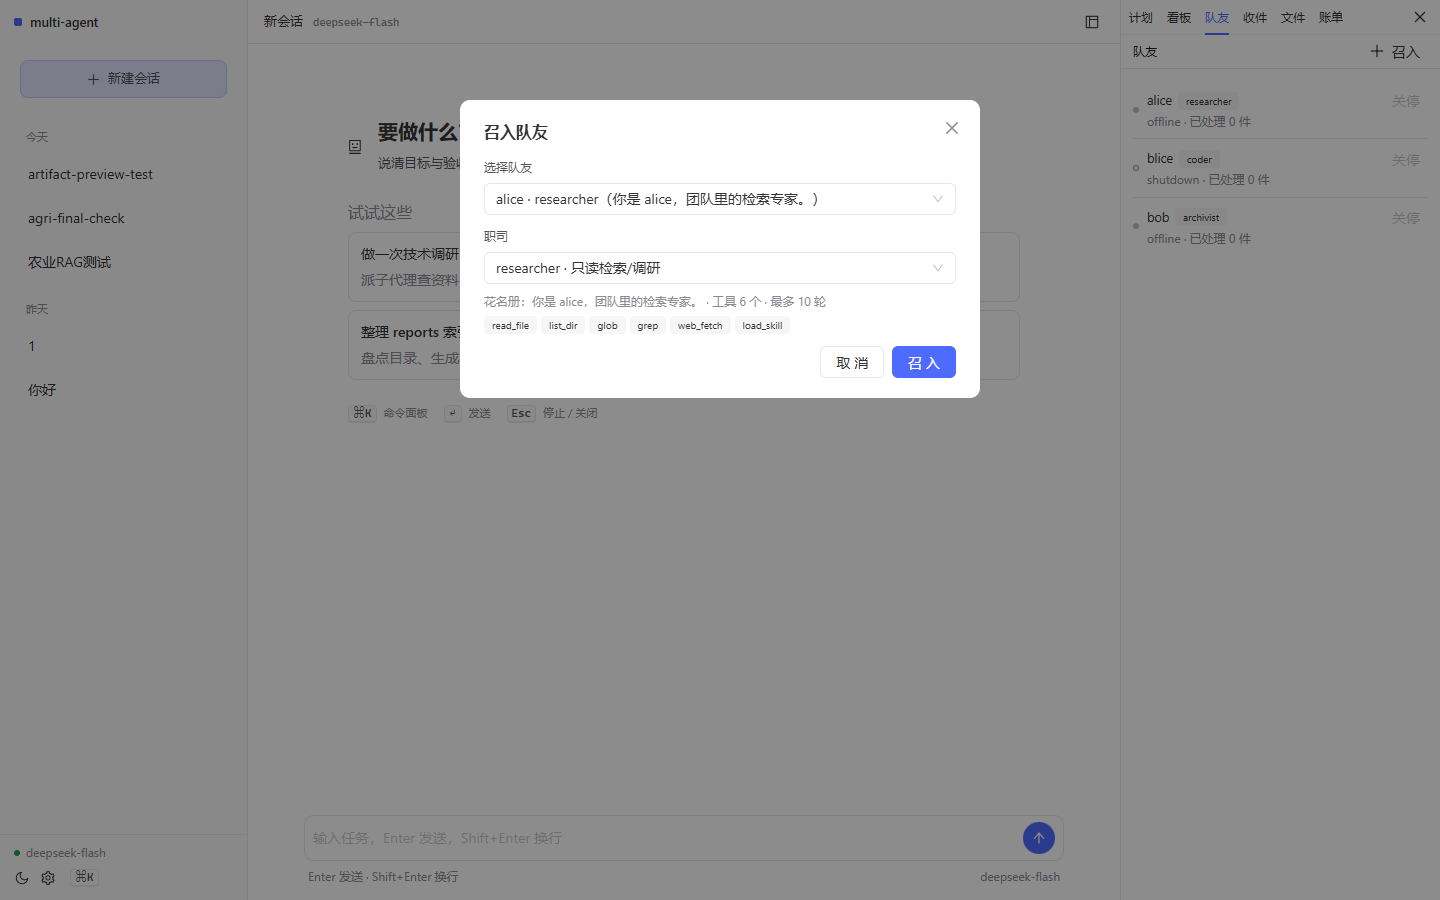 multi-agent
新建会话
今天
artifact-preview-test
agri-final-check
农业RAG测试
昨天
1
你好
deepseek-flash
⌘K
新会话 deepseek-flash
要做什么
说清目标与验
试试这些
做一次技术调研
派子代理查资料
整理 reports 索
盘点目录、生成
⌘K 命令面板 ↵ 发送 Esc 停止 / 关闭
召入队友
选择队友
alice · researcher（你是 alice，团队里的检索专家。）
职司
researcher · 只读检索/调研
花名册：你是 alice，团队里的检索专家。 · 工具 6 个 · 最多 10 轮
read_file list_dir glob grep web_fetch load_skill
取 消 召 入
输入任务，Enter 发送，Shift+Enter 换行
Enter 发送 · Shift+Enter 换行 deepseek-flash
计划 看板 队友 收件 文件 账单
队友 召入
alice researcher 关停
offline · 已处理 0 件
blice coder 关停
shutdown · 已处理 0 件
bob archivist 关停
offline · 已处理 0 件